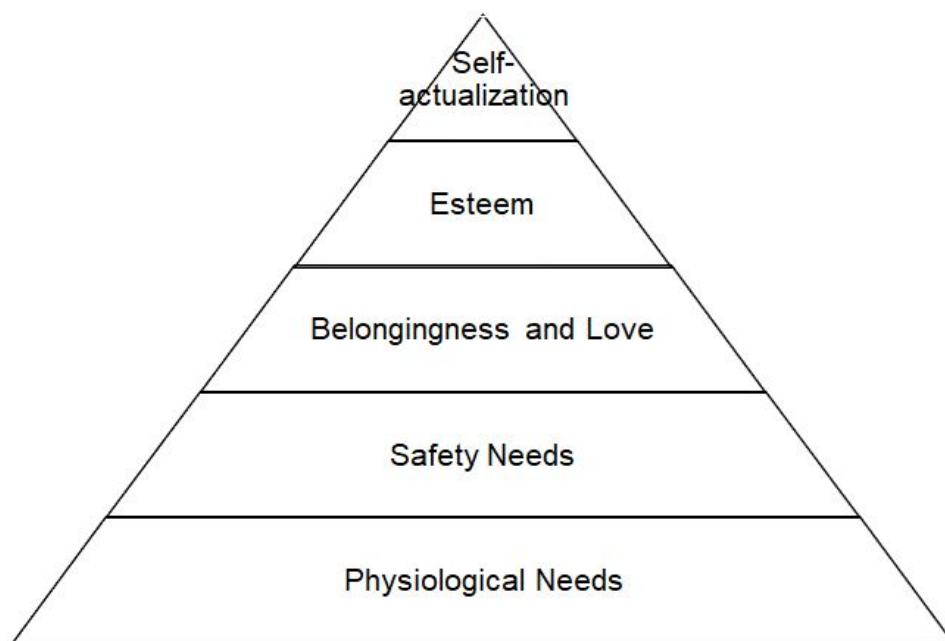 Self-
actualization
Esteem
Belongingness and Love
Safety Needs
Physiological Needs